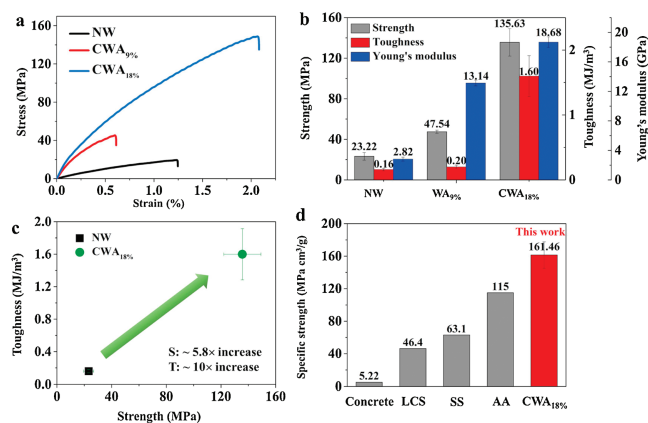 a
NW
CWA9%
CWA18%
160
120
80
40
0
Stress (MPa)
0.0
0.5
1.0
1.5
2.0
Strain (%)
b
Strength
Toughness
Young's modulus
135.63
18,68
1.60
13,14
47.54
0.20
23.22
0.16
2.82
160
120
80
40
0
Strength (MPa)
NW
WA9%
CWA18%
2
1
0
Toughness (MJ/m³)
20
16
12
8
4
0
Young's modulus (GPa)
c
NW
CWA18%
2.0
1.6
1.2
0.8
0.4
0.0
Toughness (MJ/m³)
S: ~ 5.8× increase
T: ~ 10× increase
0
40
80
120
160
Strength (MPa)
d
This work
161.46
115
63.1
46.4
5.22
200
160
120
80
40
0
Specific strength (MPa cm³/g)
Concrete
LCS
SS
AA
CWA18%